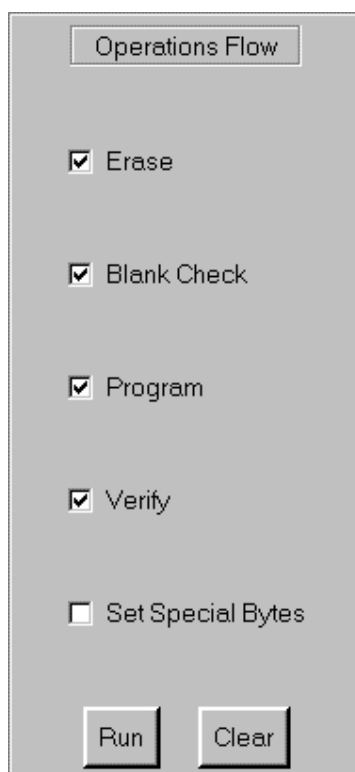 Operations Flow
Erase
Blank Check
Program
Verify
Set Special Bytes
Run Clear